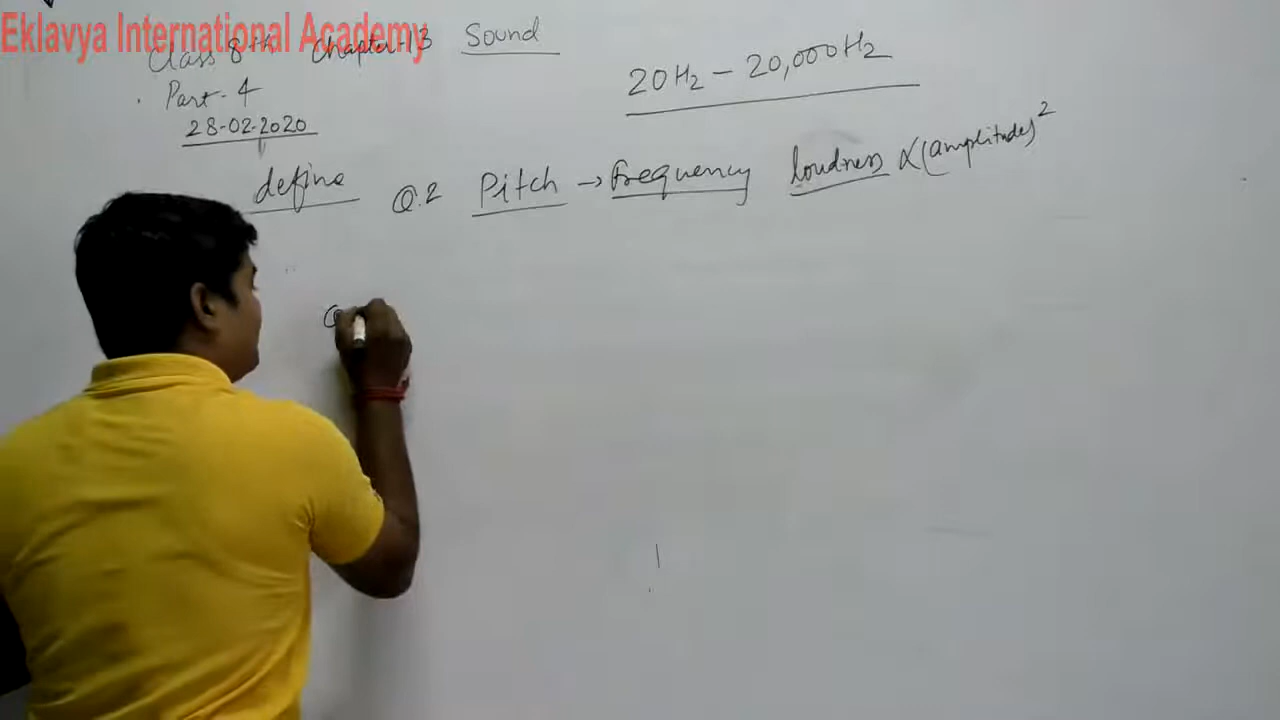 Eklavya International Academy
Class 8th Chapter-13 Sound
Part-4
28-02-2020
20Hz - 20,000Hz
define Q.2 Pitch → Frequency loudness ∝ (amplitude)²
Q